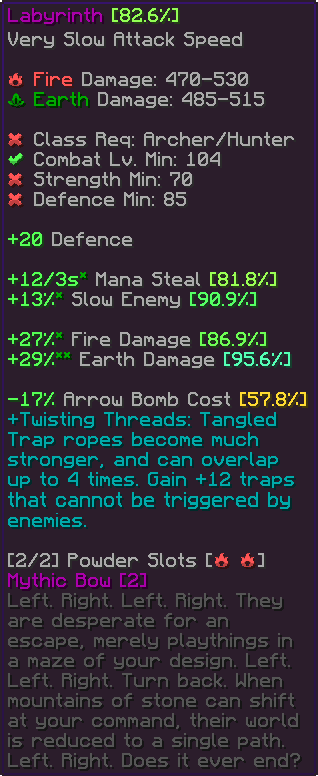 Labyrinth [82.6%]
Very Slow Attack Speed
Fire Damage: 470-530
Earth Damage: 485-515
✖ Class Req: Archer/Hunter
✔ Combat Lv. Min: 104
✖ Strength Min: 70
✖ Defence Min: 85
+20 Defence
+12/3s* Mana Steal [81.8%]
+13%* Slow Enemy [90.9%]
+27%* Fire Damage [86.9%]
+29%** Earth Damage [95.6%]
-17% Arrow Bomb Cost [57.8%]
+Twisting Threads: Tangled
Trap ropes become much
stronger, and can overlap
up to 4 times. Gain +12 traps
that cannot be triggered by
enemies.
[2/2] Powder Slots [ ]
Mythic Bow [2]
Left. Right. Left. Right. They
are desperate for an
escape, merely playthings in
a maze of your design. Left.
Left. Right. Turn back. When
mountains of stone can shift
at your command, their world
is reduced to a single path.
Left. Right. Does it ever end?